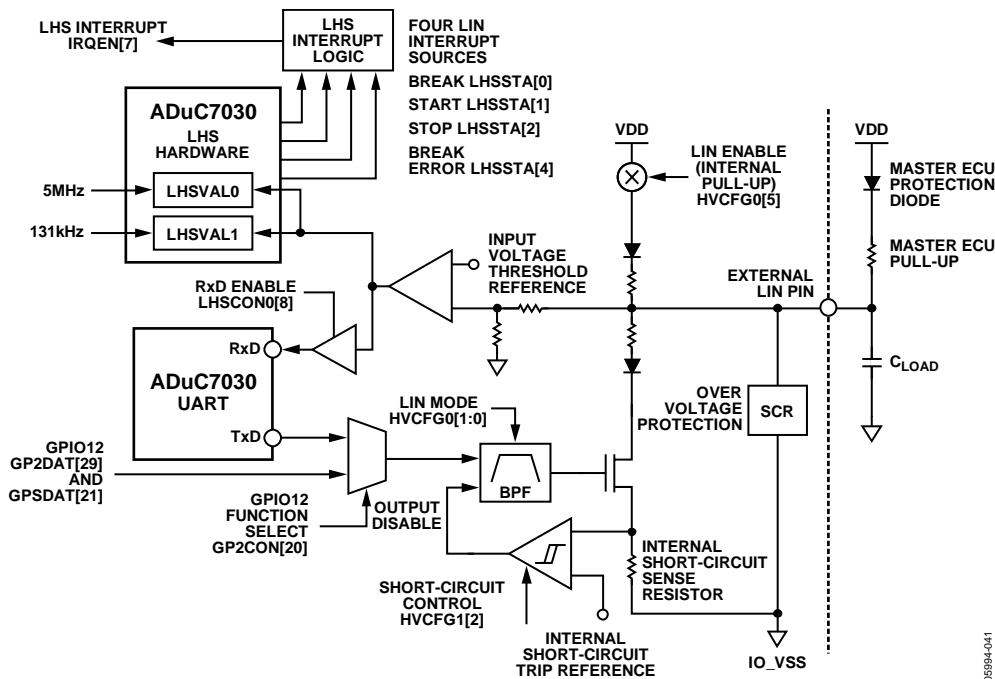 LHS INTERRUPT
IRQEN[7]
LHS
INTERRUPT
LOGIC
FOUR LIN
INTERRUPT
SOURCES
BREAK LHSSTA[0]
START LHSSTA[1]
STOP LHSSTA[2]
BREAK
ERROR LHSSTA[4]
ADuC7030
LHS
HARDWARE
5MHz
LHSVAL0
131kHz
LHSVAL1
VDD
LIN ENABLE
(INTERNAL
PULL-UP)
HVCFG0[5]
VDD
MASTER ECU
PROTECTION
DIODE
MASTER ECU
PULL-UP
INPUT
VOLTAGE
THRESHOLD
REFERENCE
EXTERNAL
LIN PIN
RxD ENABLE
LHSCON0[8]
RxD
ADuC7030
UART
TxD
CLOAD
OVER
VOLTAGE
PROTECTION
SCR
LIN MODE
HVCFG0[1:0]
BPF
GPIO12
GP2DAT[29]
AND
GPSDAT[21]
GPIO12
FUNCTION
SELECT
GP2CON[20]
OUTPUT
DISABLE
SHORT-CIRCUIT
CONTROL
HVCFG1[2]
INTERNAL
SHORT-CIRCUIT
SENSE
RESISTOR
INTERNAL
SHORT-CIRCUIT
TRIP REFERENCE
IO_VSS
05994-041